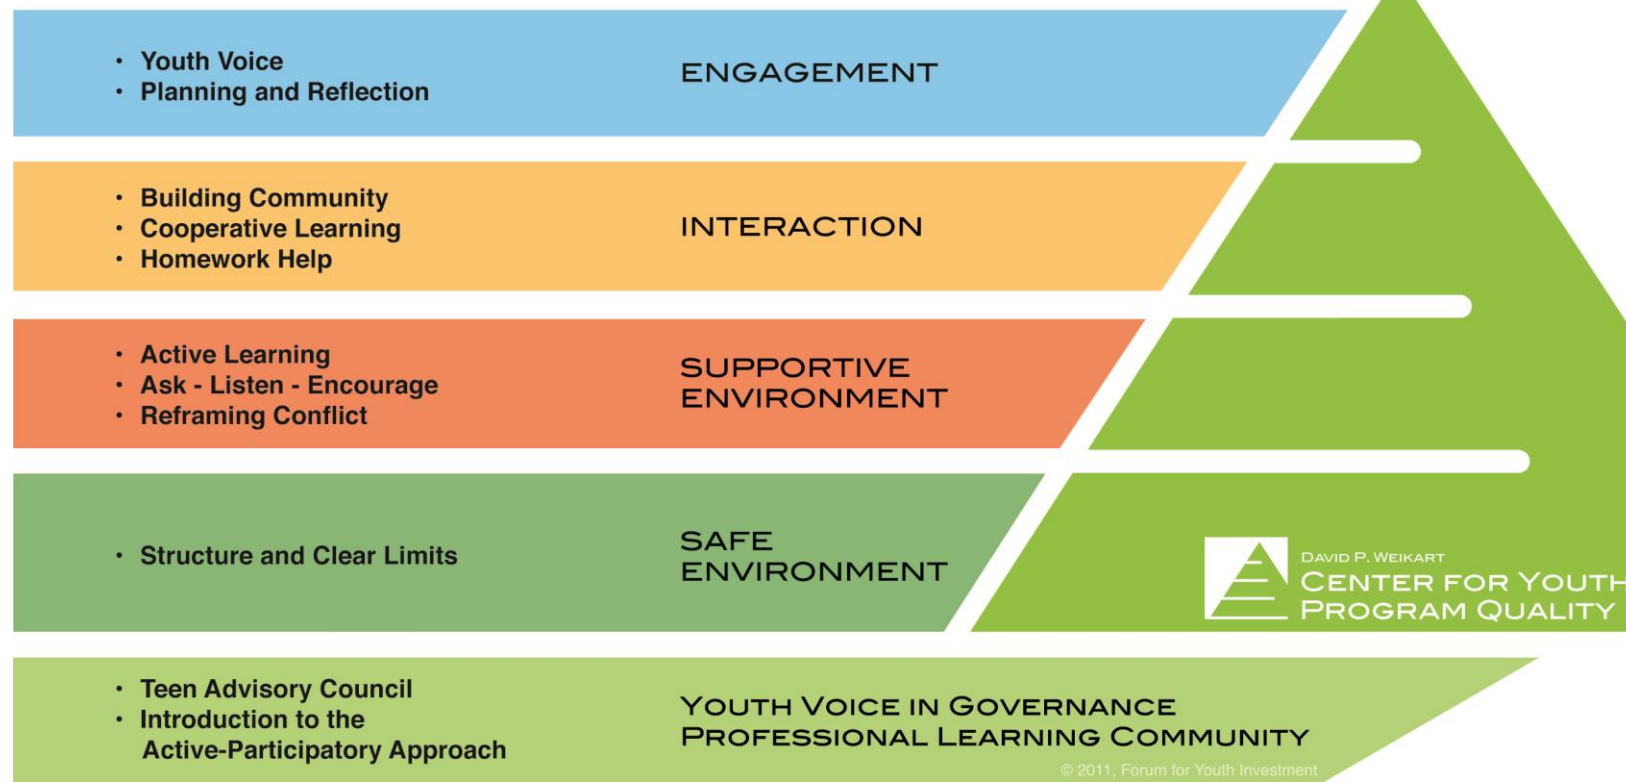 • Youth Voice
• Planning and Reflection
ENGAGEMENT
• Building Community
• Cooperative Learning
• Homework Help
INTERACTION
• Active Learning
• Ask - Listen - Encourage
• Reframing Conflict
SUPPORTIVE
ENVIRONMENT
• Structure and Clear Limits
SAFE
ENVIRONMENT
DAVID P. WEIKART
CENTER FOR YOUTH
PROGRAM QUALITY
• Teen Advisory Council
• Introduction to the
Active-Participatory Approach
YOUTH VOICE IN GOVERNANCE
PROFESSIONAL LEARNING COMMUNITY
© 2011, Forum for Youth Investment